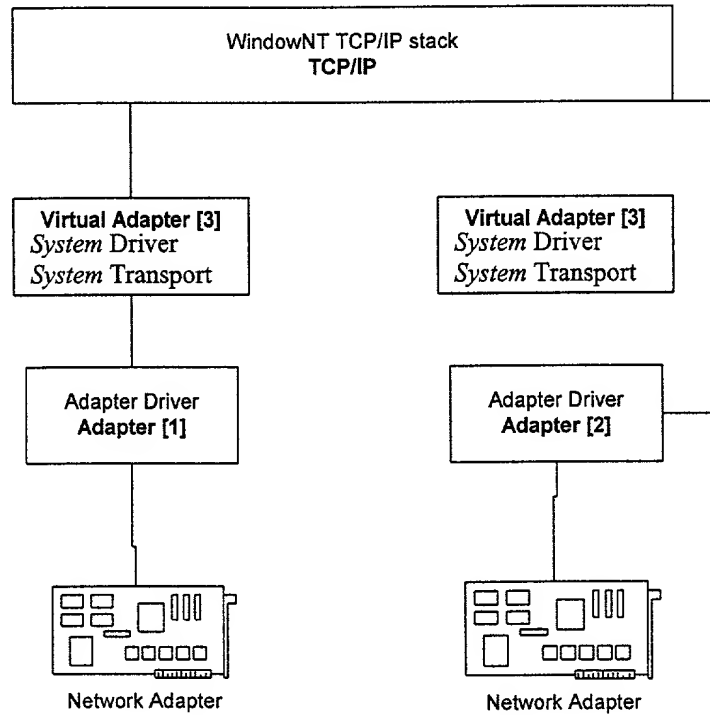 WindowNT TCP/IP stack
TCP/IP
Virtual Adapter [3]
System Driver
System Transport
Virtual Adapter [3]
System Driver
System Transport
Adapter Driver
Adapter [1]
Adapter Driver
Adapter [2]
Network Adapter
Network Adapter